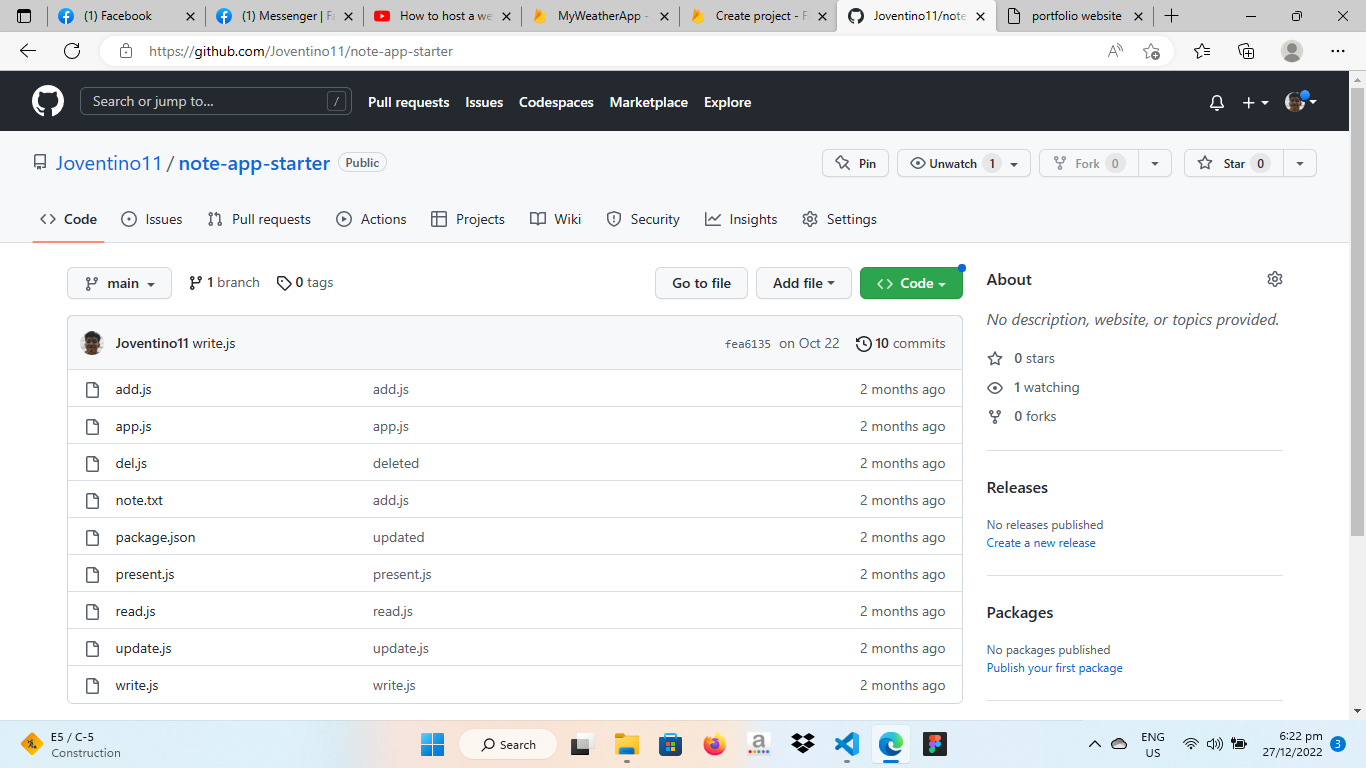 (1) Facebook
(1) Messenger | Fa
How to host a we
MyWeatherApp -
Create project - F
Joventino11/note
portfolio website
https://github.com/Joventino11/note-app-starter
Search or jump to... /
Pull requests Issues Codespaces Marketplace Explore
Joventino11 / note-app-starter Public
Pin Unwatch 1 Fork 0 Star 0
Code Issues Pull requests Actions Projects Wiki Security Insights Settings
main 1 branch 0 tags Go to file Add file Code
Joventino11 write.js fea6135 on Oct 22 10 commits
add.js add.js 2 months ago
app.js app.js 2 months ago
del.js deleted 2 months ago
note.txt add.js 2 months ago
package.json updated 2 months ago
present.js present.js 2 months ago
read.js read.js 2 months ago
update.js update.js 2 months ago
write.js write.js 2 months ago
About
No description, website, or topics provided.
0 stars
1 watching
0 forks
Releases
No releases published
Create a new release
Packages
No packages published
Publish your first package
E5 / C-5
Construction
Search
a
ENG
US
6:22 pm
27/12/2022
3